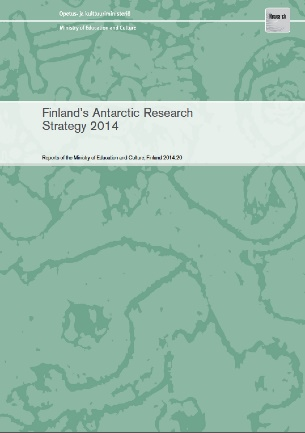 Opetus- ja kulttuuriministeriö
Ministry of Education and Culture
Research
Finland's Antarctic Research
Strategy 2014
Reports of the Ministry of Education and Culture, Finland 2014:20